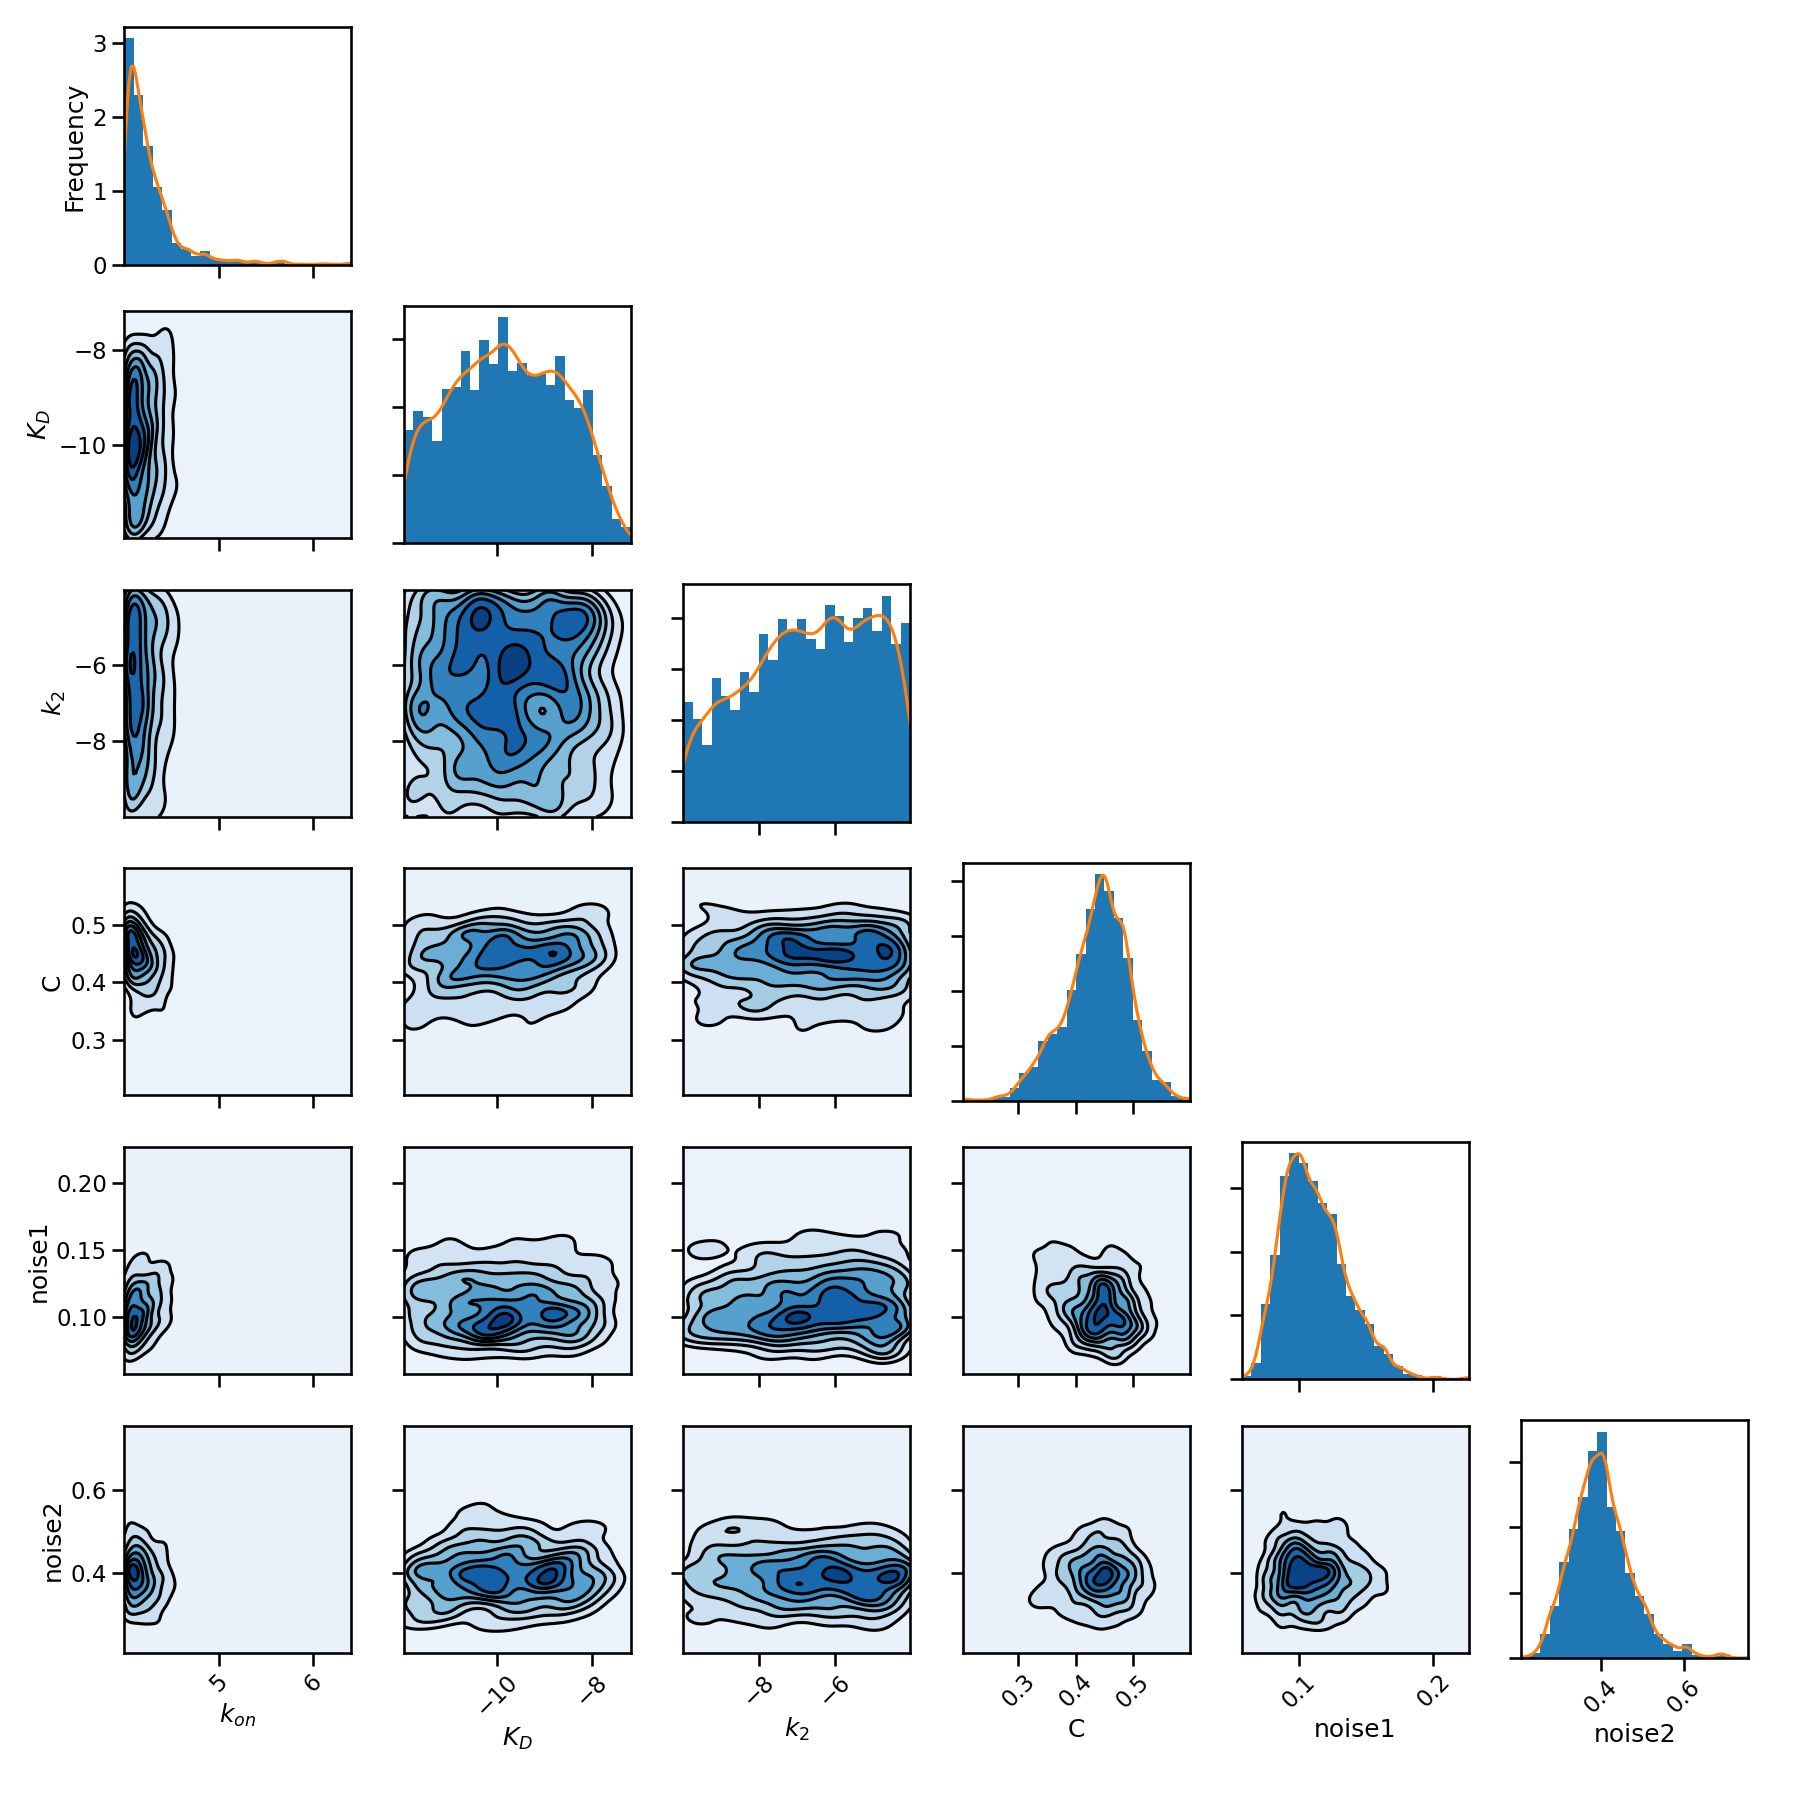 3
2
1
0
Frequency
−8
−10
K_D
−6
−8
k_2
0.5
0.4
0.3
C
0.20
0.15
0.10
noise1
0.6
0.4
noise2
5 6
−10 −8
−8 −6
0.3 0.4 0.5
0.1 0.2
0.4 0.6
k_on
K_D
k_2
C
noise1
noise2